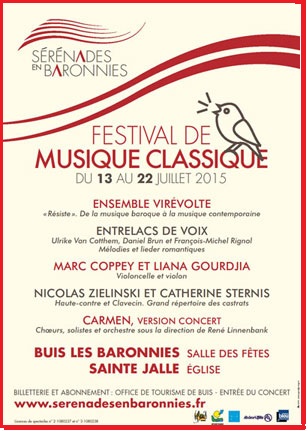 SÉRÉNADES
EN BARONNIES
FESTIVAL DE
MUSIQUE CLASSIQUE
DU 13 AU 22 JUILLET 2015
ENSEMBLE VIRÉVOLTE
«Résiste». De la musique baroque à la musique contemporaine
ENTRELACS DE VOIX
Ulrike Van Cotthem, Daniel Brun et François-Michel Rignol
Mélodies et lieder romantiques
MARC COPPEY ET LIANA GOURDJIA
Violoncelle et violon
NICOLAS ZIELINSKI ET CATHERINE STERNIS
Haute-contre et Clavecin. Grand répertoire des castrats
CARMEN, VERSION CONCERT
Chœurs, solistes et orchestre sous la direction de René Linnenbank
BUIS LES BARONNIES SALLE DES FÊTES
SAINTE JALLE ÉGLISE
BILLETTERIE ET ABONNEMENT : OFFICE DE TOURISME DE BUIS - ENTRÉE DU CONCERT
www.serenadesenbaronnies.fr